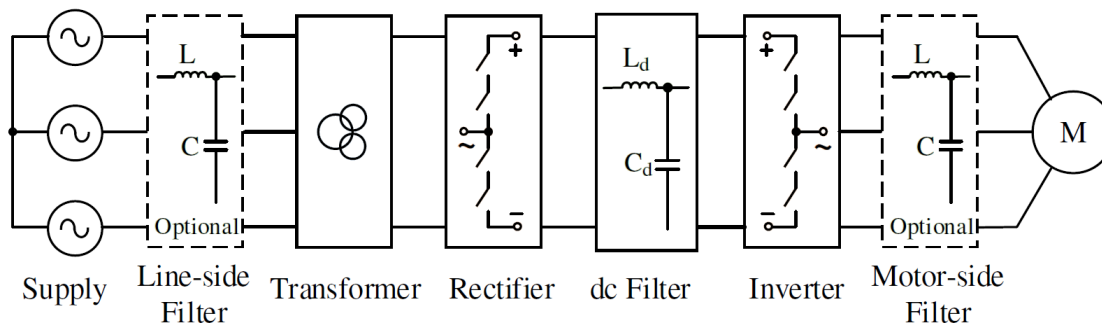 L
C
Optional
+
~
−
L_d
C_d
+
~
−
L
C
Optional
M
Supply
Line-side
Filter
Transformer
Rectifier
dc Filter
Inverter
Motor-side
Filter